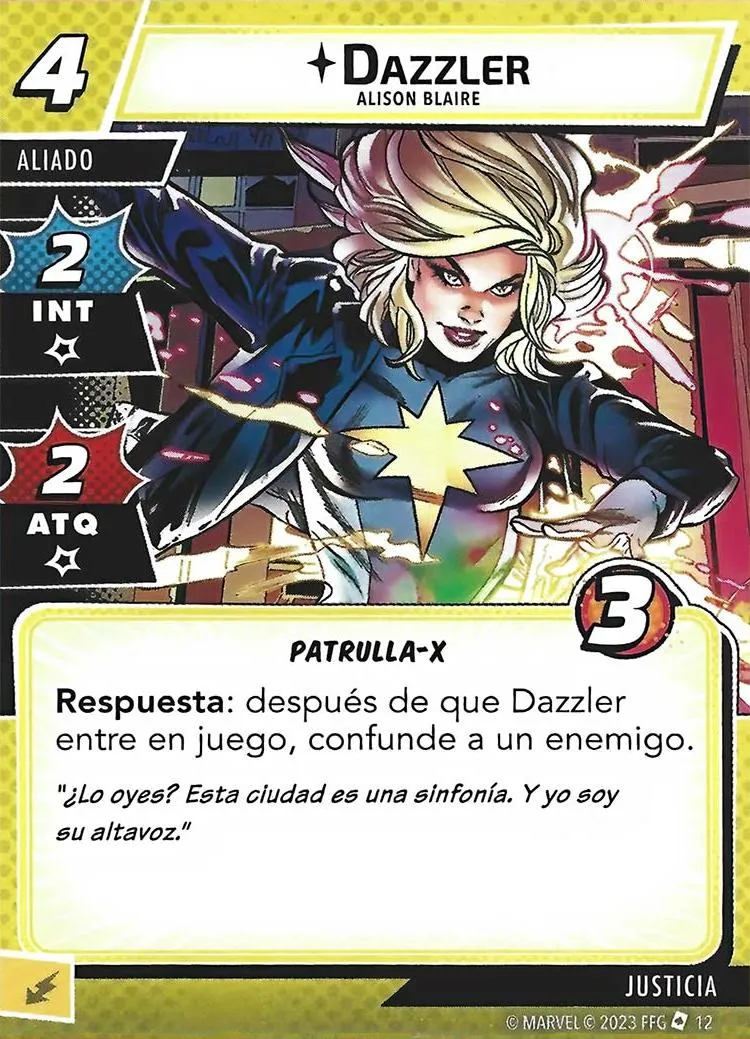 4
DAZZLER
ALISON BLAIRE
ALIADO
2
INT
2
ATQ
3
PATRULLA-X
Respuesta: después de que Dazzler
entre en juego, confunde a un enemigo.
"¿Lo oyes? Esta ciudad es una sinfonía. Y yo soy
su altavoz."
JUSTICIA
© MARVEL © 2023 FFG 12